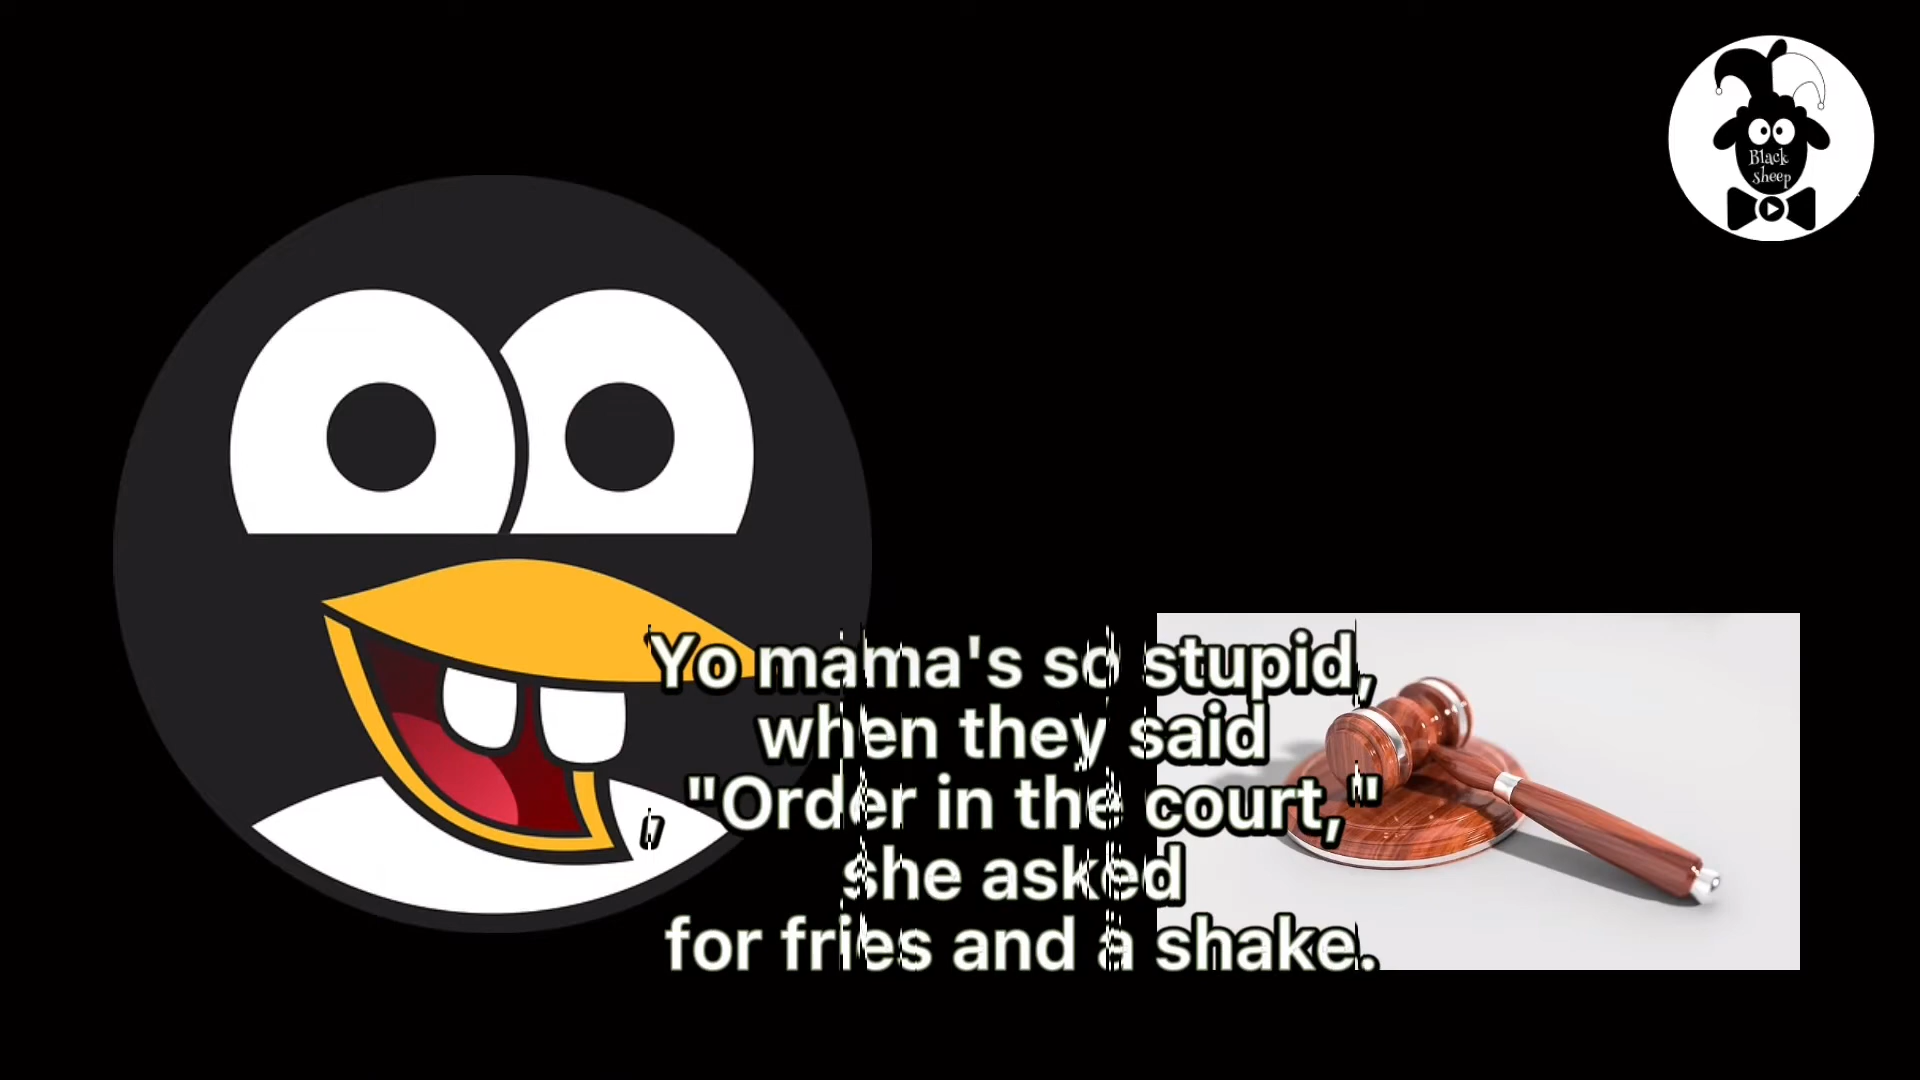 Black
Sheep
Yo mama's so stupid,
when they said
"Order in the court,"
she asked
for fries and a shake.